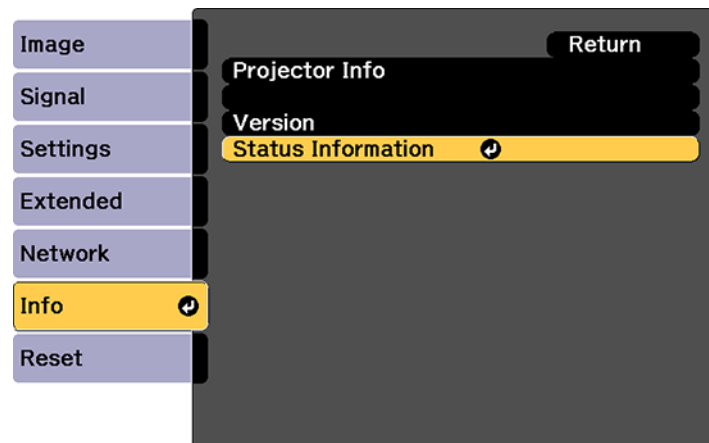 Image
Signal
Settings
Extended
Network
Info
Reset
Return
Projector Info
Version
Status Information